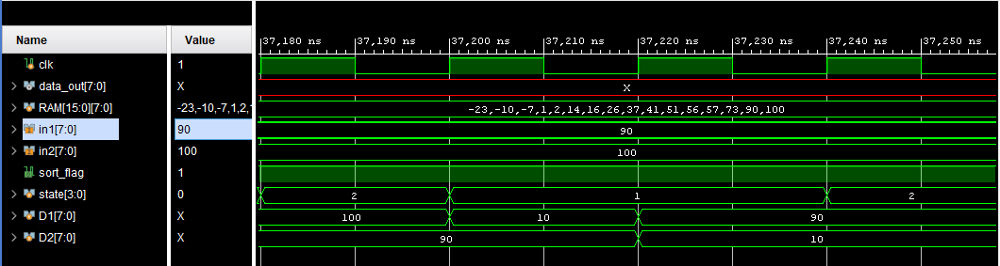 37,180 ns 37,190 ns 37,200 ns 37,210 ns 37,220 ns 37,230 ns 37,240 ns 37,250 ns
Name Value
clk 1
data_out[7:0] X X
RAM[15:0][7:0] -23,-10,-7,1,2, -23,-10,-7,1,2,14,16,26,37,41,51,56,57,73,90,100
in1[7:0] 90 90
in2[7:0] 100 100
sort_flag 1
state[3:0] 0 2 1 2
D1[7:0] X 100 10 90
D2[7:0] X 90 10